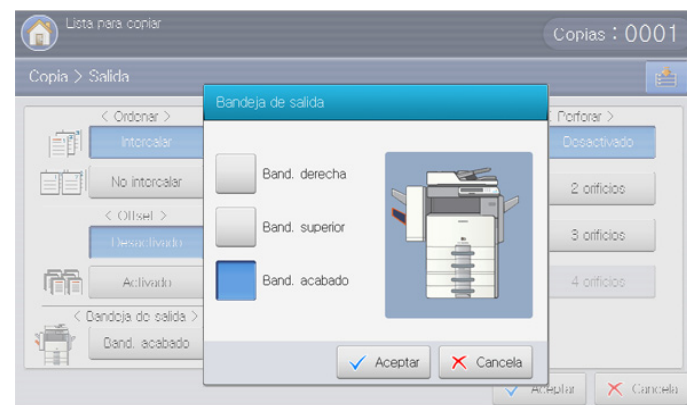 Lista para copiar
Copias : 0001
Copia > Salida
< Ordenar >
Intercalar
No intercalar
< Offset >
Desactivado
Activado
< Bandeja de salida >
Band. acabado
Bandeja de salida
Band. derecha
Band. superior
Band. acabado
Aceptar
Cancela
Perforar >
Desactivado
2 orificios
3 orificios
4 orificios
Aceptar
Cancela